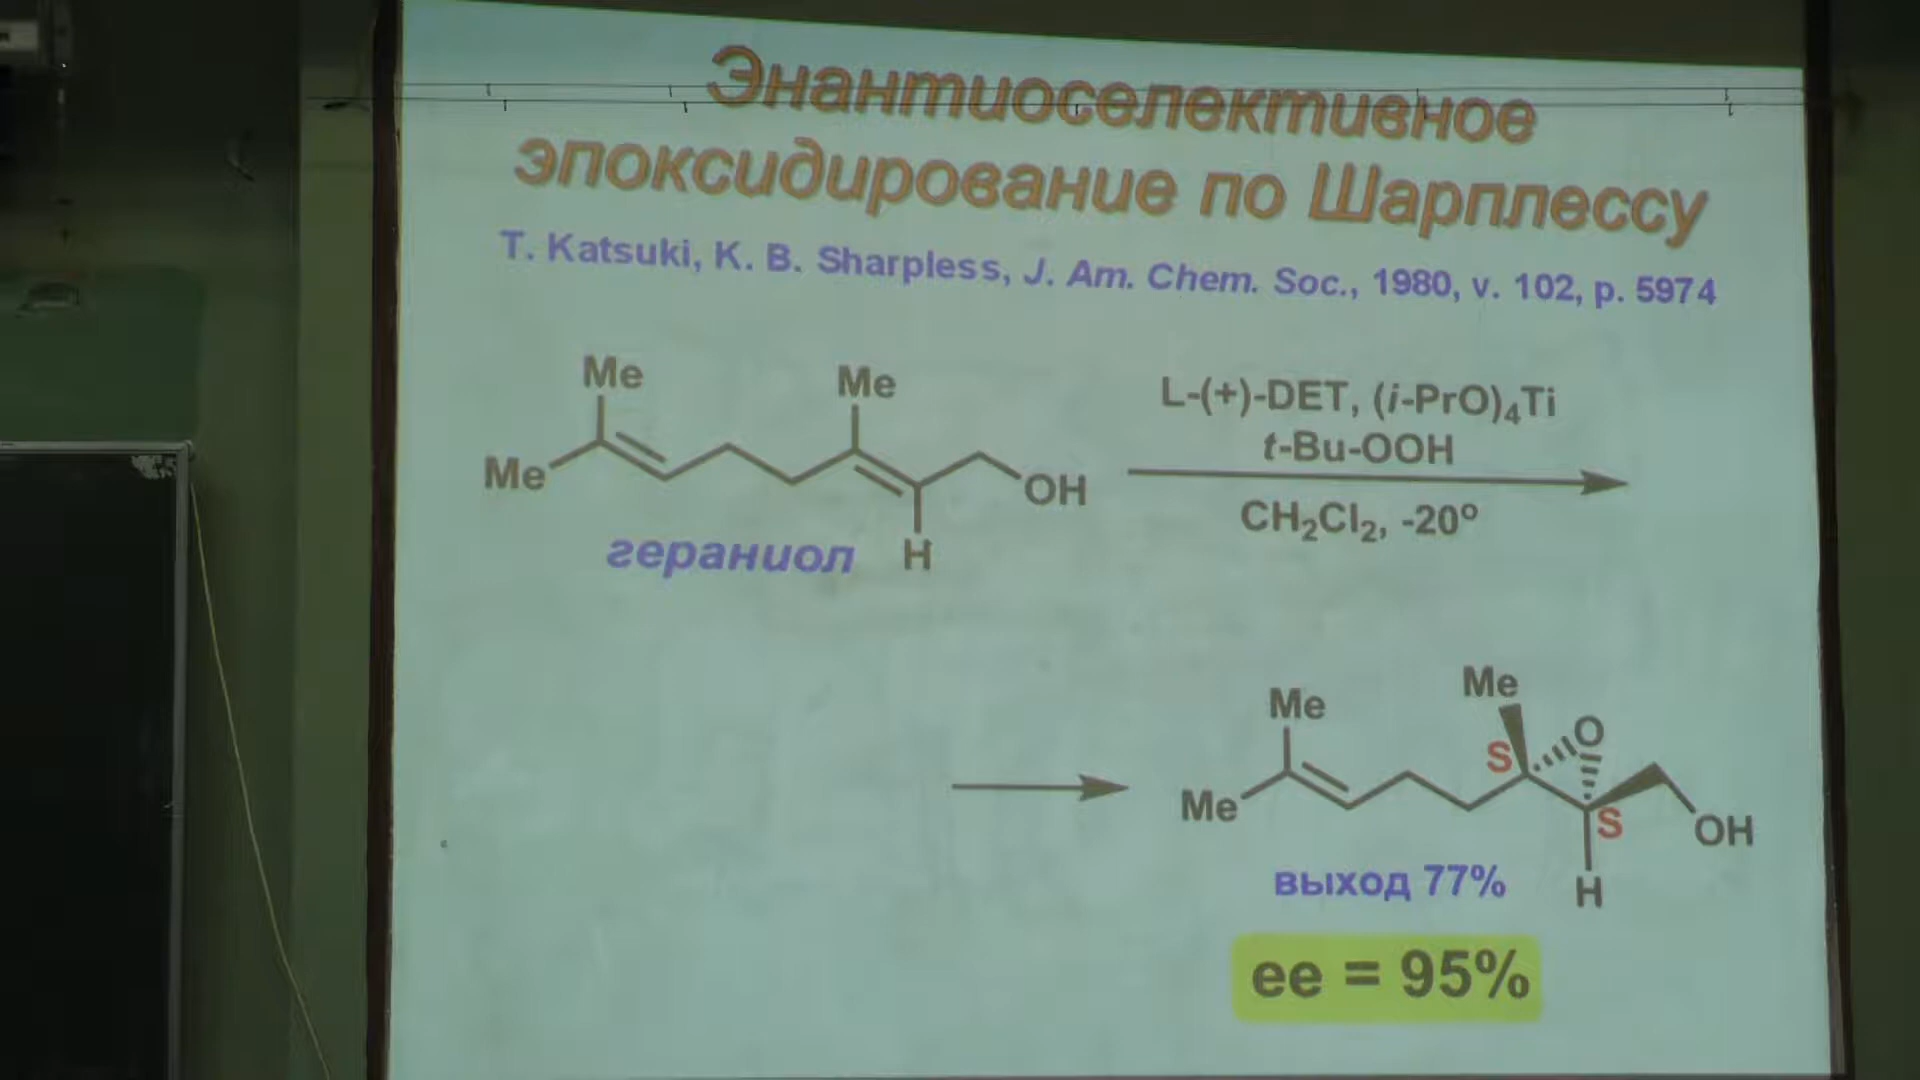 Энантиоселективное
эпоксидирование по Шарплессу
T. Katsuki, K. B. Sharpless, J. Am. Chem. Soc., 1980, v. 102, p. 5974
Me
Me
Me
OH
H
гераниол
L-(+)-DET, (i-PrO)₄Ti
t-Bu-OOH
CH₂Cl₂, -20º
Me
Me
Me
S
O
S
OH
H
выход 77%
ee = 95%